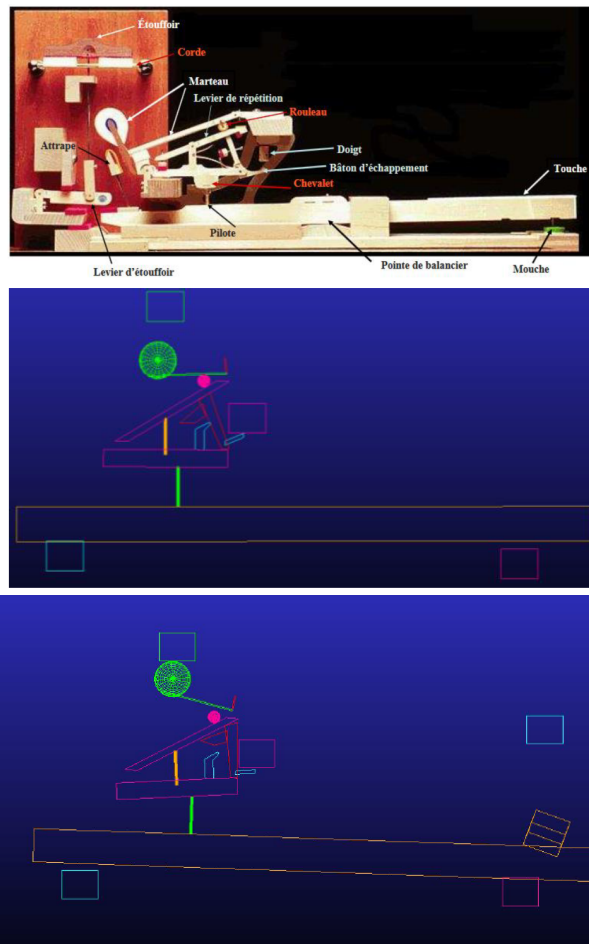 Étouffoir
Corde
Marteau
Levier de répétition
Rouleau
Attrape
Doigt
Bâton d'échappement
Touche
Chevalet
Pilote
Pointe de balancier
Mouche
Levier d'étouffoir